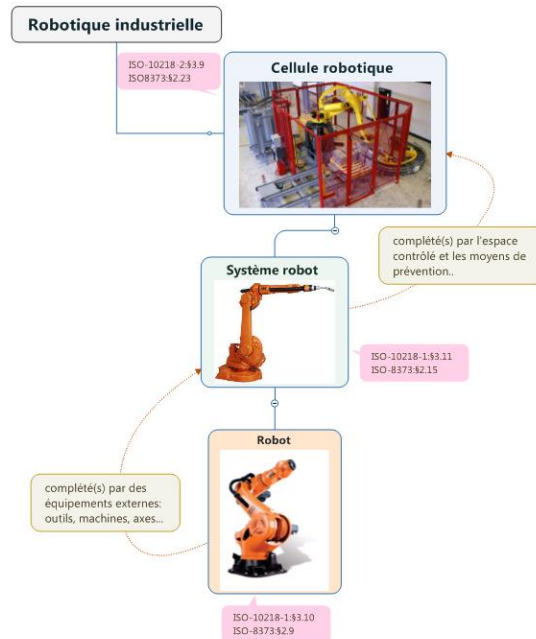 Robotique industrielle
ISO-10218-2:§3.9
ISO8373:§2.23
Cellule robotique
complété(s) par l'espace
contrôlé et les moyens de
prévention..
Système robot
ISO-10218-1:§3.11
ISO-8373:§2.15
Robot
complété(s) par des
équipements externes:
outils, machines, axes...
ISO-10218-1:§3.10
ISO-8373:§2.9